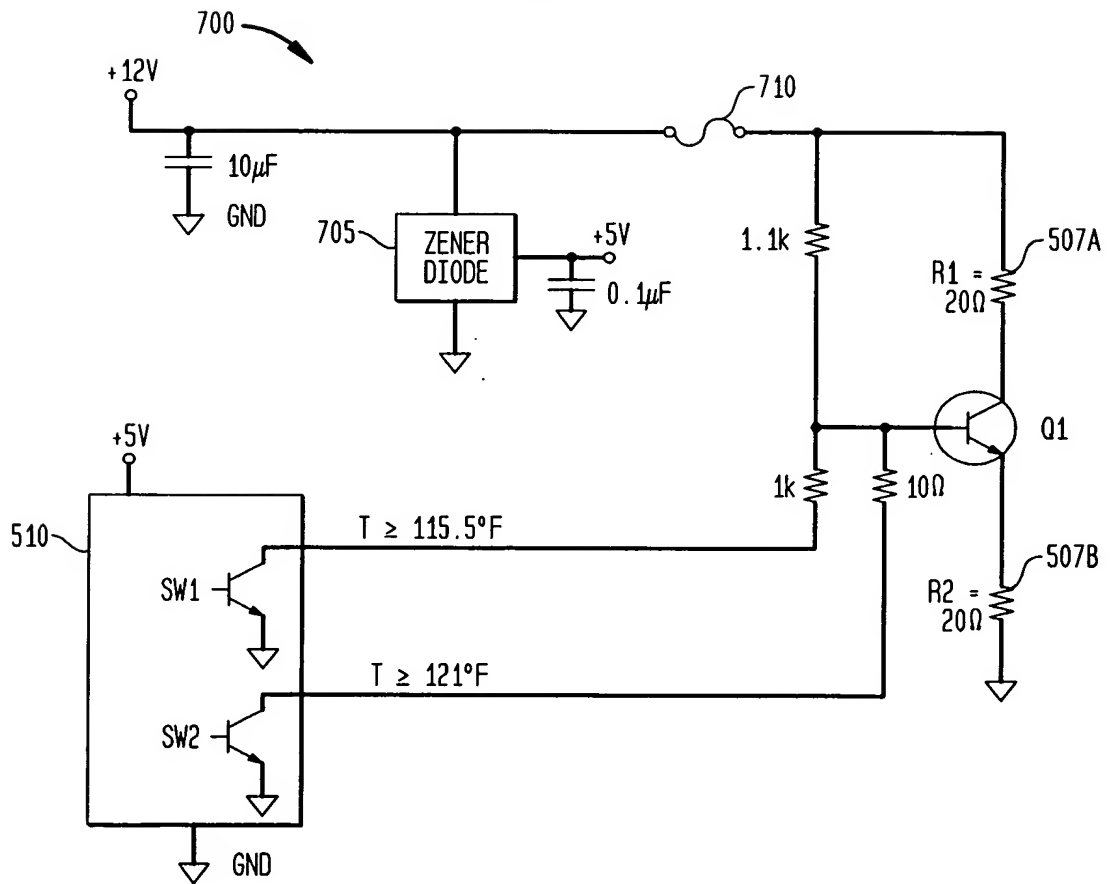 700
+12V
710
10µF
GND
705
ZENER
DIODE
+5V
0.1µF
1.1k
507A
R1 =
20Ω
Q1
+5V
1k
10Ω
510
T ≥ 115.5°F
507B
SW1
R2 =
20Ω
T ≥ 121°F
SW2
GND